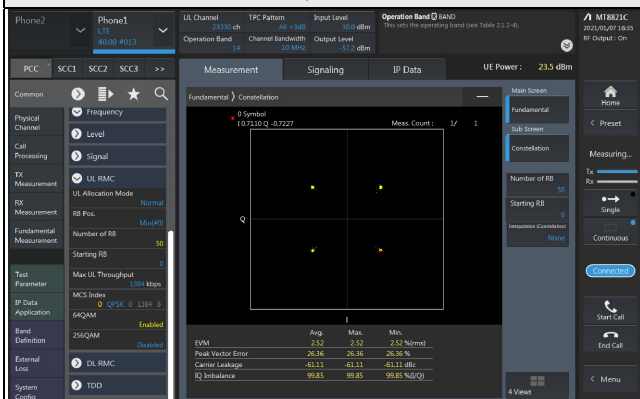 Phone2
Phone1
LTE
40.00 #013
UL Channel
23330 ch
TPC Pattern
Alt +3dB
Input Level
30.0 dBm
Operation Band BAND
This sets the operating band (see Table 2.1.2-4).
Operation Band
14
Channel Bandwidth
10 MHz
Output Level
-57.2 dBm
MT8821C
2021/01/07 16:35
RF Output : On
PCC
SCC1
SCC2
SCC3
>>
Measurement
Signaling
IP Data
UE Power : 23.5 dBm
Common
Physical
Channel
Call
Processing
TX
Measurement
RX
Measurement
Fundamental
Measurement
Test
Parameter
IP Data
Application
Band
Definition
External
Loss
System
Config
Frequency
Level
Signal
UL RMC
UL Allocation Mode
Normal
RB Pos.
Min(#0)
Number of RB
50
Starting RB
0
Max UL Throughput
1384 kbps
MCS Index
0 QPSK 0 1384 8
64QAM
Enabled
256QAM
Disabled
DL RMC
TDD
Fundamental 〉 Constellation
0 Symbol
I 0.7110 Q -0.7227
Meas. Count : 1/ 1
Q
I
Avg. Max. Min.
EVM 2.52 2.52 2.52 %(rms)
Peak Vector Error 26.36 26.36 26.36 %
Carrier Leakage -61.11 -61.11 -61.11 dBc
IQ Imbalance 99.85 99.85 99.85 %(I/Q)
Main Screen
Fundamental
Sub Screen
Constellation
Number of RB
50
Starting RB
0
Interpolation (Constellation)
None
4 Views
Home
< Preset
Measuring...
Tx
Rx
Single
Continuous
Connected
Start Call
End Call
< Menu